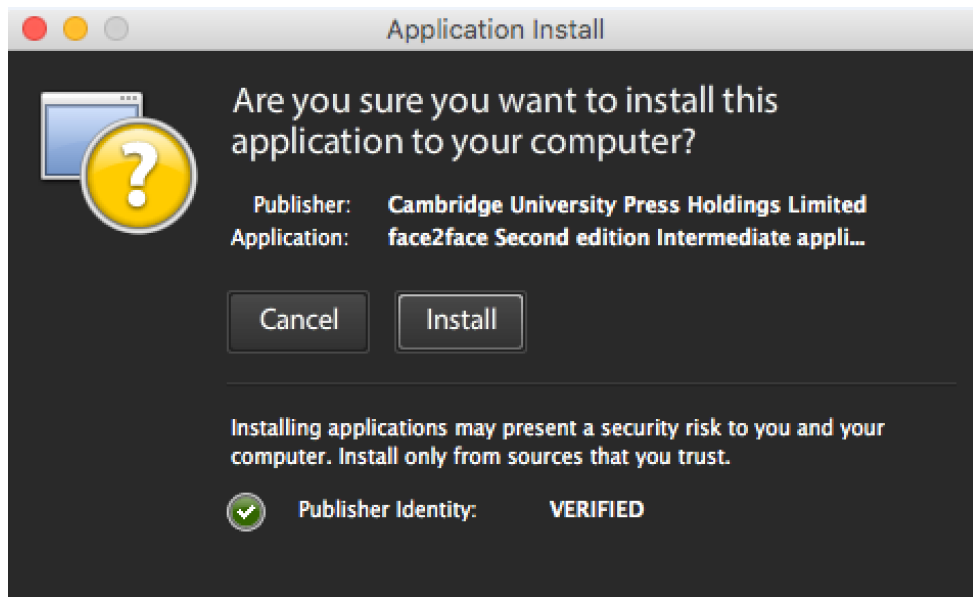 Application Install
Are you sure you want to install this
application to your computer?
Publisher: Cambridge University Press Holdings Limited
Application: face2face Second edition Intermediate appli...
Cancel Install
Installing applications may present a security risk to you and your
computer. Install only from sources that you trust.
Publisher Identity: VERIFIED